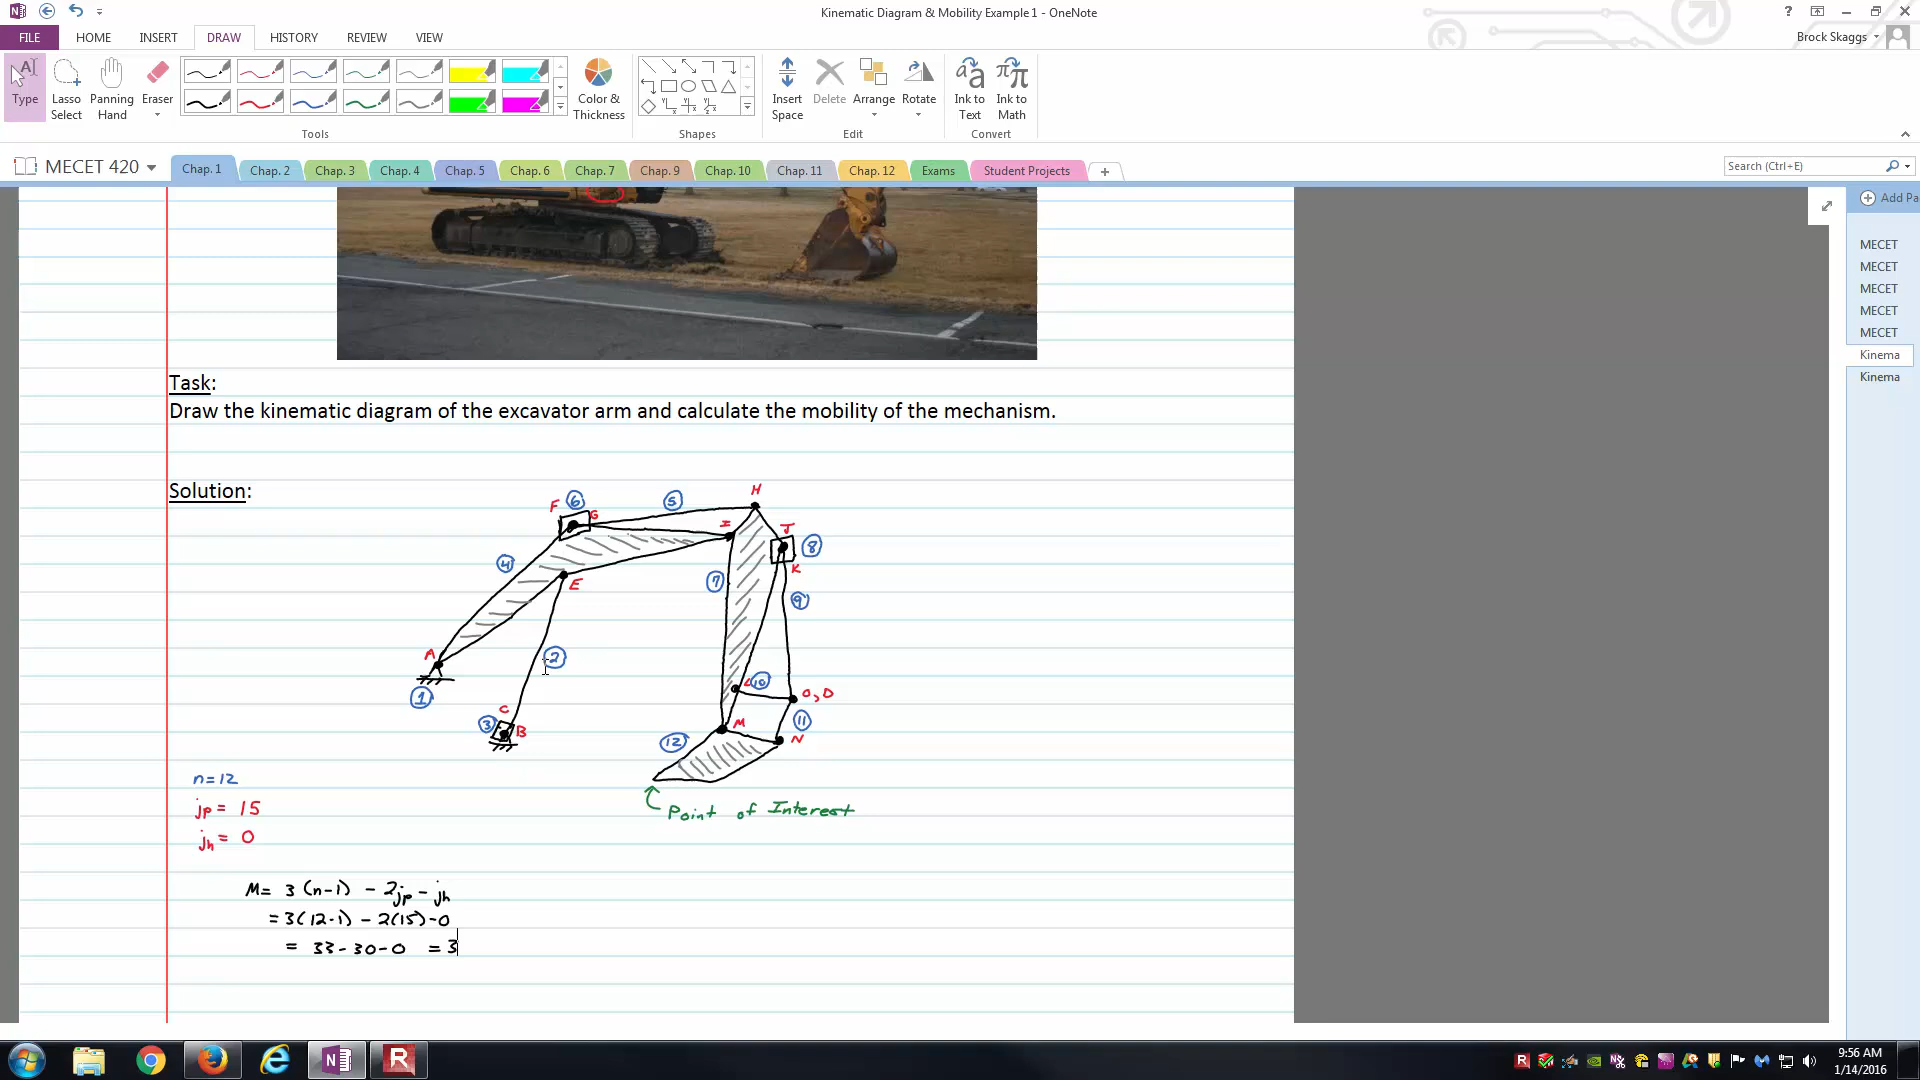 Kinematic Diagram & Mobility Example 1 - OneNote
FILE HOME INSERT DRAW HISTORY REVIEW VIEW
Brock Skaggs
Type
Lasso Select
Panning Hand
Eraser
Color & Thickness
Insert Space
Delete
Arrange
Rotate
Ink to Text
Ink to Math
Tools
Shapes
Edit
Convert
MECET 420
Chap. 1 Chap. 2 Chap. 3 Chap. 4 Chap. 5 Chap. 6 Chap. 7 Chap. 9 Chap. 10 Chap. 11 Chap. 12 Exams Student Projects
Search (Ctrl+E)
Add Pa
MECET
MECET
MECET
MECET
MECET
Kinema
Kinema
Task:
Draw the kinematic diagram of the excavator arm and calculate the mobility of the mechanism.
Solution:
H
F 6 G 5
I J
8
4 E 7 K
9
A 2
1
10 O, D
C
3 B M 11
12 N
n=12
jp = 15
jh = 0
Point of Interest
M= 3 (n-1) - 2jp - jh
= 3(12-1) - 2(15)-0
= 33-30-0 = 3
9:56 AM
1/14/2016